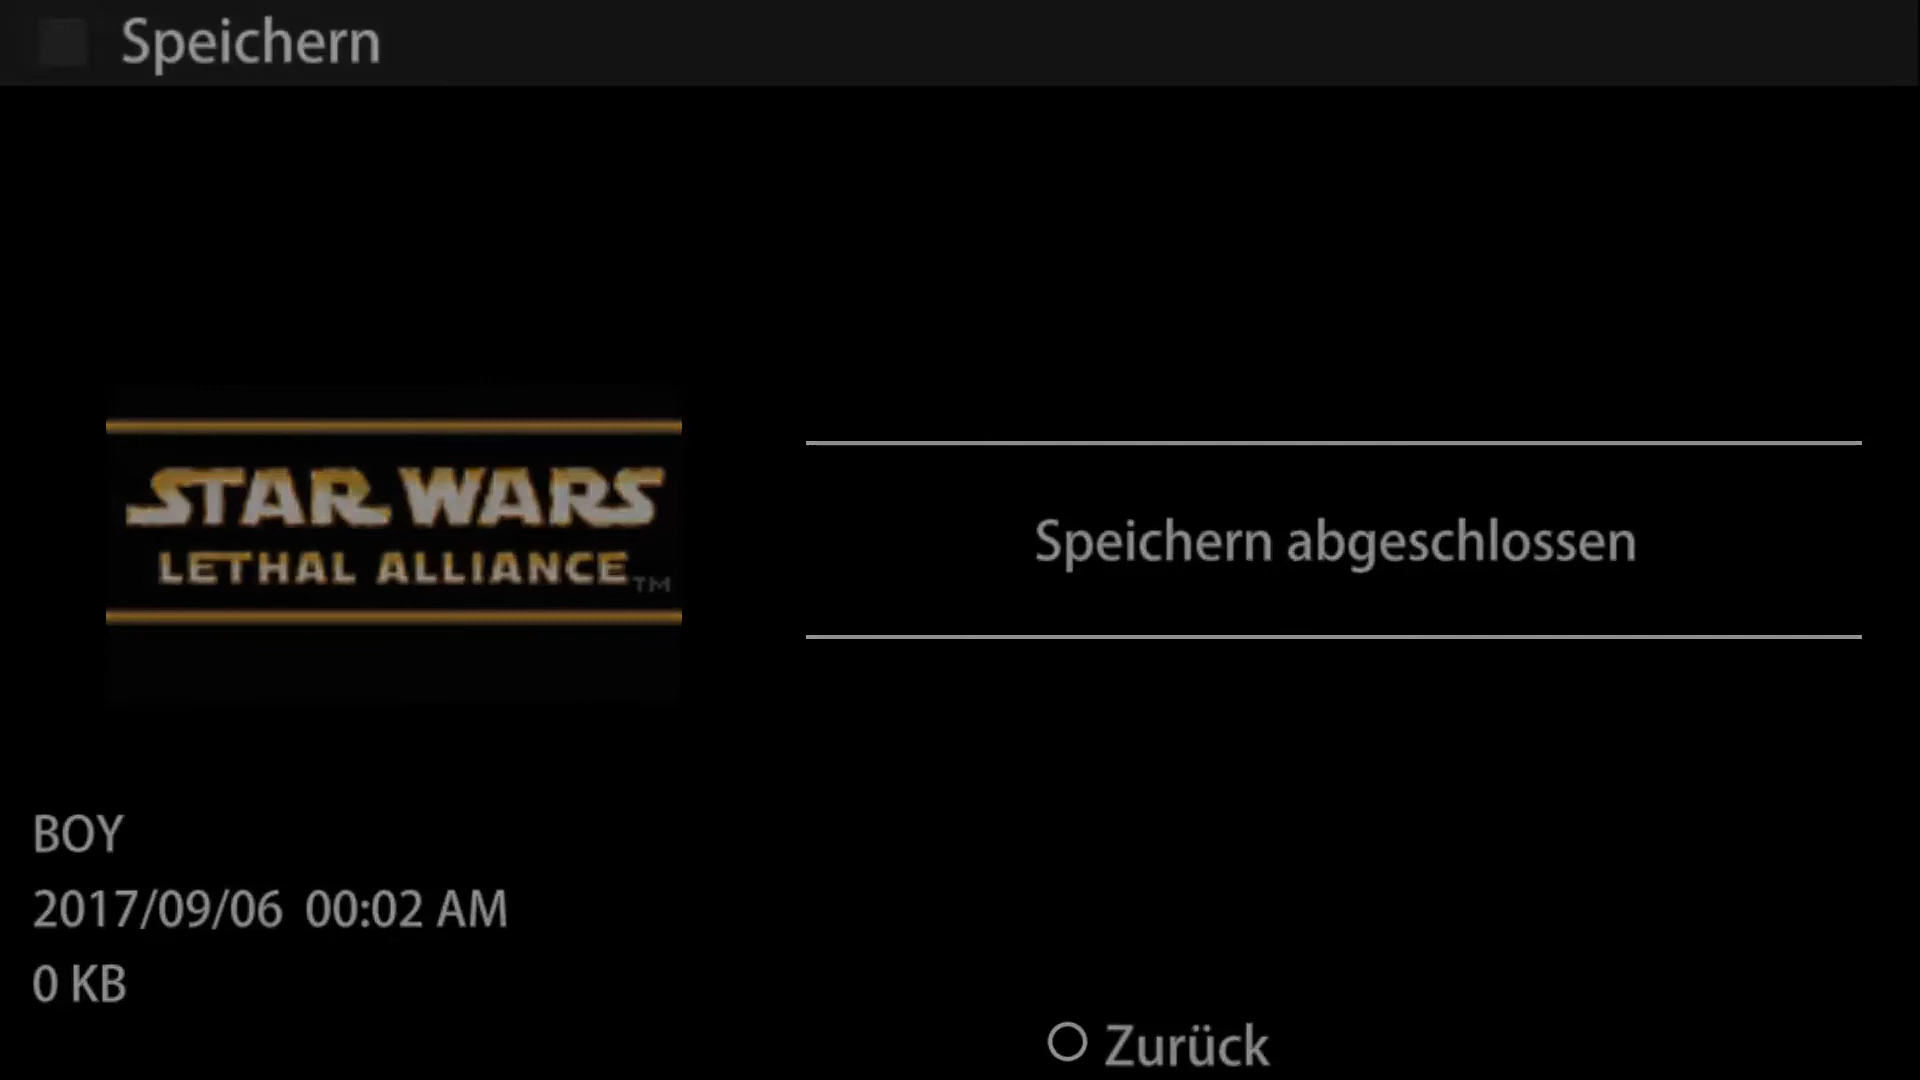 Speichern
STAR WARS
LETHAL ALLIANCE TM
Speichern abgeschlossen
BOY
2017/09/06 00:02 AM
0 KB
Zurück